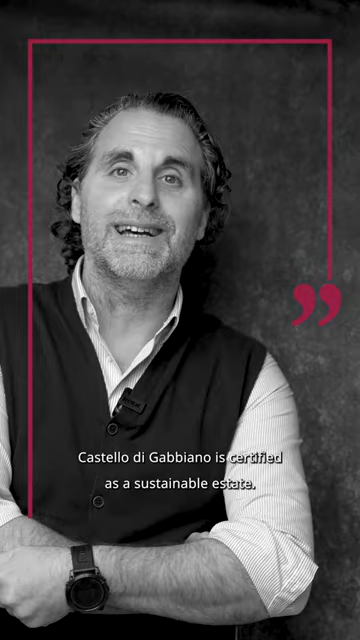 Castello di Gabbiano is certified
as a sustainable estate.